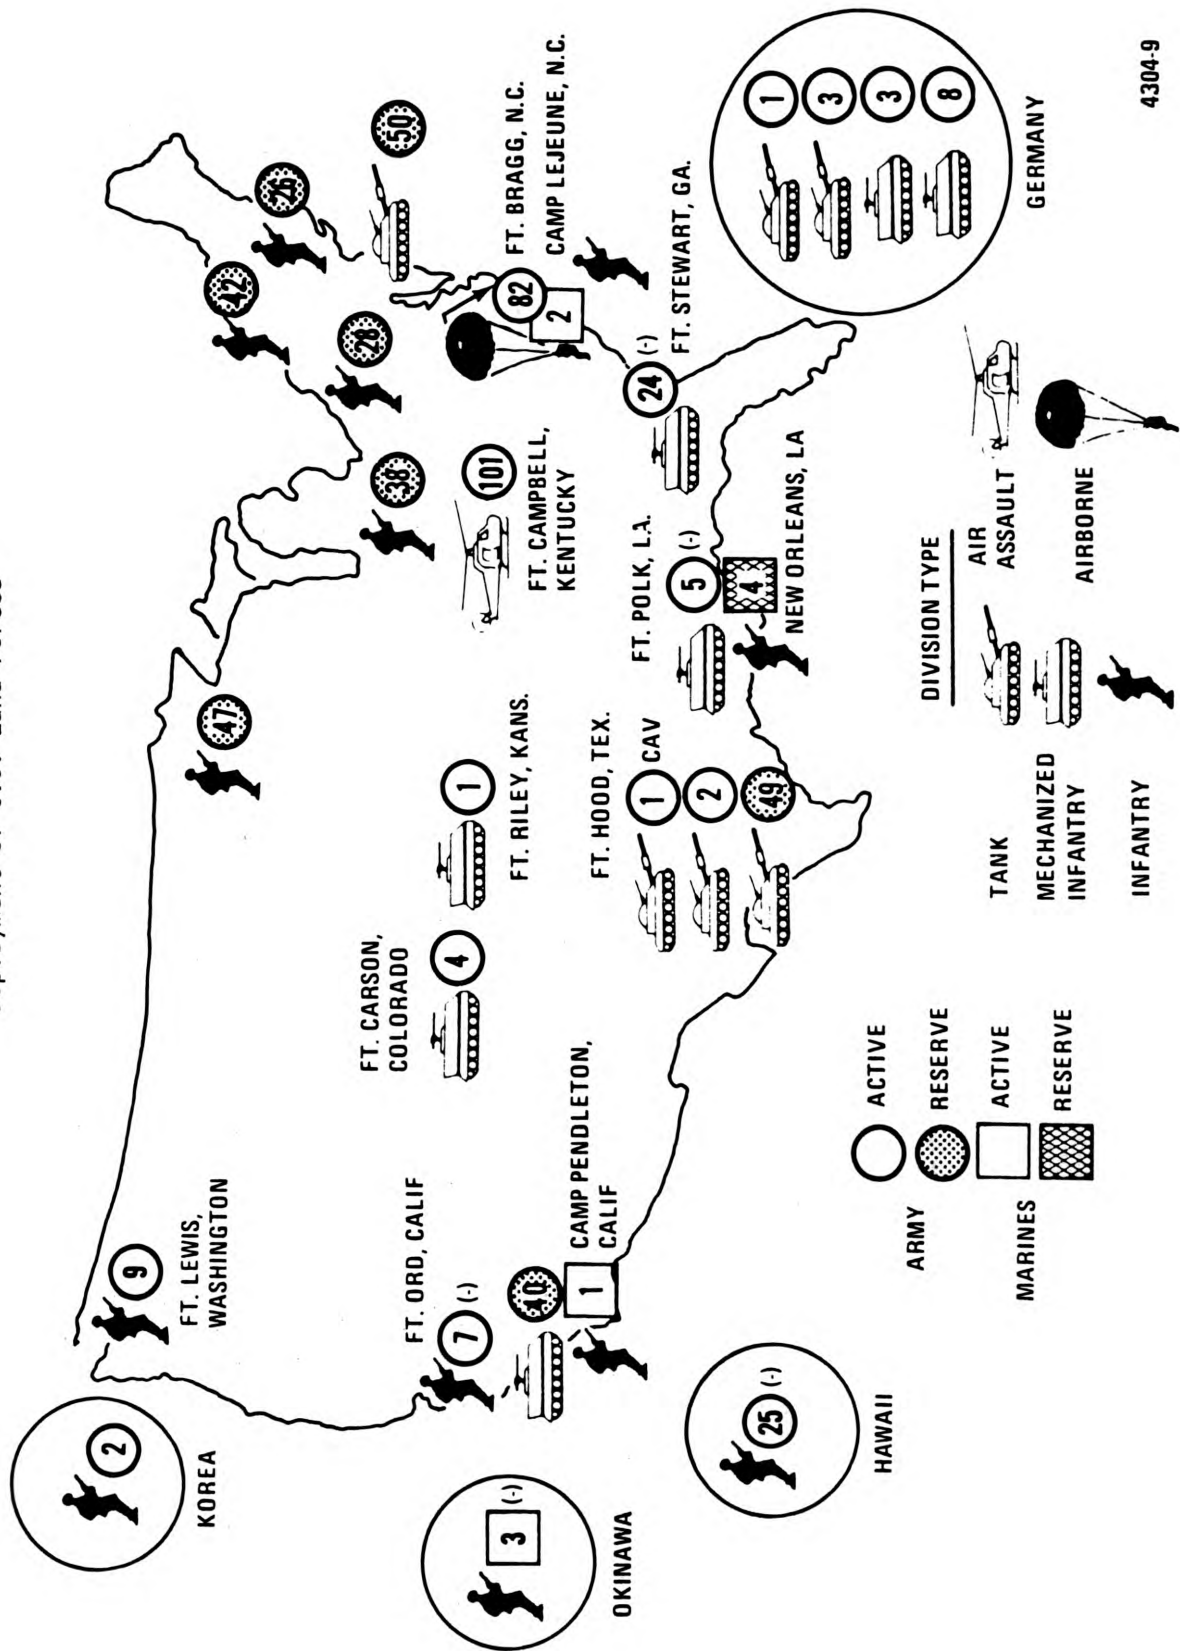 KOREA
2
FT. LEWIS,
WASHINGTON
9
47
42
26
28
38
50
OKINAWA
3
(-)
FT. ORD, CALIF
7
(-)
40
1
CAMP PENDLETON,
CALIF
HAWAII
25
(-)
FT. CARSON,
COLORADO
4
1
FT. RILEY, KANS.
101
FT. CAMPBELL,
KENTUCKY
82
2
FT. BRAGG, N.C.
CAMP LEJEUNE, N.C.
FT. HOOD, TEX.
1
CAV
2
49
FT. POLK, LA.
5
(-)
4
NEW ORLEANS, LA
24
(-)
FT. STEWART, GA.
1
3
3
8
GERMANY
ARMY
ACTIVE
RESERVE
MARINES
ACTIVE
RESERVE
DIVISION TYPE
TANK
MECHANIZED
INFANTRY
INFANTRY
AIR
ASSAULT
AIRBORNE
4304-9